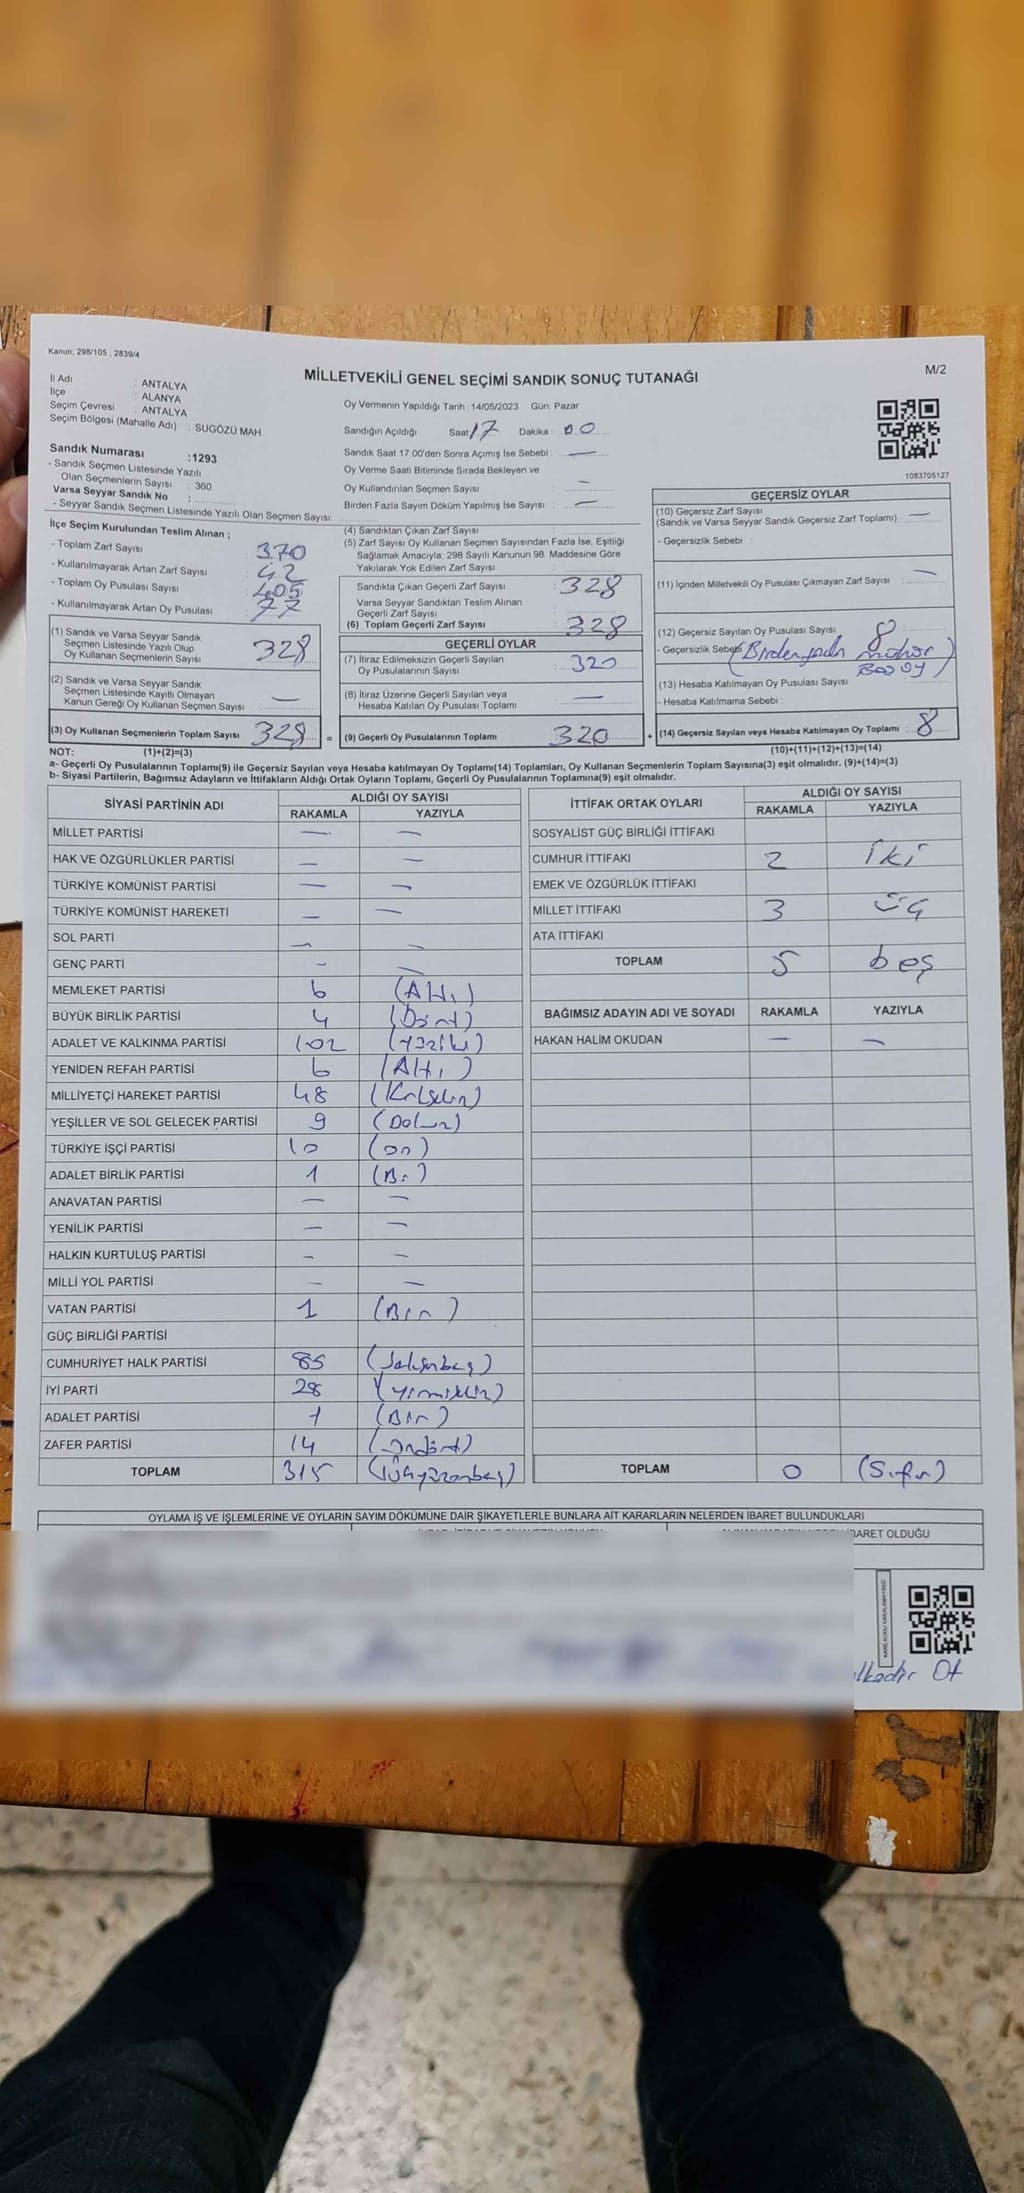 Kanun; 298/105 , 2839/4
M/2
MİLLETVEKİLİ GENEL SEÇİMİ SANDIK SONUÇ TUTANAĞI
İl Adı : ANTALYA
İlçe : ALANYA
Seçim Çevresi : ANTALYA
Seçim Bölgesi (Mahalle Adı) : SUGÖZÜ MAH.
Sandık Numarası :1293
- Sandık Seçmen Listesinde Yazılı
Olan Seçmenlerin Sayısı : 360
Varsa Seyyar Sandık No :
- Seyyar Sandık Seçmen Listesinde Yazılı Olan Seçmen Sayısı:
Oy Vermenin Yapıldığı Tarih : 14/05/2023 Gün: Pazar
Sandığın Açıldığı Saat 17 Dakika : 00
Sandık Saat 17:00'den Sonra Açımış İse Sebebi : —
Oy Verme Saati Bitiminde Sırada Bekleyen ve
Oy Kullandırılan Seçmen Sayısı : —
Birden Fazla Sayım Döküm Yapılmış İse Sayısı : —
1083705127
İlçe Seçim Kurulundan Teslim Alınan ;
- Toplam Zarf Sayısı : 370
- Kullanılmayarak Artan Zarf Sayısı : 42
- Toplam Oy Pusulası Sayısı : 405
- Kullanılmayarak Artan Oy Pusulası : 77
(1) Sandık ve Varsa Seyyar Sandık
Seçmen Listesinde Yazılı Olup
Oy Kullanan Seçmenlerin Sayısı : 328
(2) Sandık ve Varsa Seyyar Sandık
Seçmen Listesinde Kayıtlı Olmayan
Kanun Gereği Oy Kullanan Seçmen Sayısı : —
(3) Oy Kullanan Seçmenlerin Toplam Sayısı : 328 =
(4) Sandıktan Çıkan Zarf Sayısı :
(5) Zarf Sayısı Oy Kullanan Seçmen Sayısından Fazla İse, Eşitliği
Sağlamak Amacıyla; 298 Sayılı Kanunun 98. Maddesine Göre
Yakılarak Yok Edilen Zarf Sayısı :
Sandıkta Çıkan Geçerli Zarf Sayısı : 328
Varsa Seyyar Sandıktan Teslim Alınan
Geçerli Zarf Sayısı :
(6) Toplam Geçerli Zarf Sayısı : 328
GEÇERLİ OYLAR
(7) İtiraz Edilmeksizin Geçerli Sayılan
Oy Pusulalarının Sayısı : 320
(8) İtiraz Üzerine Geçerli Sayılan veya
Hesaba Katılan Oy Pusulası Toplamı : —
(9) Geçerli Oy Pusulalarının Toplamı : 320 +
GEÇERSİZ OYLAR
(10) Geçersiz Zarf Sayısı
(Sandık ve Varsa Seyyar Sandık Geçersiz Zarf Toplamı) : —
- Geçersizlik Sebebi :
(11) İçinden Milletvekili Oy Pusulası Çıkmayan Zarf Sayısı : —
(12) Geçersiz Sayılan Oy Pusulası Sayısı : 8
- Geçersizlik Sebebi
(13) Hesaba Katılmayan Oy Pusulası Sayısı :
- Hesaba Katılmama Sebebi :
(14) Geçersiz Sayılan veya Hesaba Katılmayan Oy Toplamı : 8
NOT: (1)+(2)=(3) (10)+(11)+(12)+(13)=(14)
a- Geçerli Oy Pusulalarının Toplamı(9) ile Geçersiz Sayılan veya Hesaba katılmayan Oy Toplamı(14) Toplamları, Oy Kullanan Seçmenlerin Toplam Sayısına(3) eşit olmalıdır. (9)+(14)=(3)
b- Siyasi Partilerin, Bağımsız Adayların ve İttifakların Aldığı Ortak Oyların Toplamı, Geçerli Oy Pusulalarının Toplamına(9) eşit olmalıdır.
SİYASİ PARTİNİN ADI ALDIĞI OY SAYISI
RAKAMLA YAZIYLA
MİLLET PARTİSİ — —
HAK VE ÖZGÜRLÜKLER PARTİSİ — —
TÜRKİYE KOMÜNİST PARTİSİ — —
TÜRKİYE KOMÜNİST HAREKETİ — —
SOL PARTİ — —
GENÇ PARTİ — —
MEMLEKET PARTİSİ 6 (Altı)
BÜYÜK BİRLİK PARTİSİ 4 (Dört)
ADALET VE KALKINMA PARTİSİ 102 (Yüziki)
YENİDEN REFAH PARTİSİ 6 (Altı)
MİLLİYETÇİ HAREKET PARTİSİ 48 (Kırksekiz)
YEŞİLLER VE SOL GELECEK PARTİSİ 9 (Dokuz)
TÜRKİYE İŞÇİ PARTİSİ 10 (on)
ADALET BİRLİK PARTİSİ 1 (Bir)
ANAVATAN PARTİSİ — —
YENİLİK PARTİSİ — —
HALKIN KURTULUŞ PARTİSİ — —
MİLLİ YOL PARTİSİ — —
VATAN PARTİSİ 1 (Bir)
GÜÇ BİRLİĞİ PARTİSİ
CUMHURİYET HALK PARTİSİ 85 (Seksenbeş)
İYİ PARTİ 28 (Yirmisekiz)
ADALET PARTİSİ 1 (Bir)
ZAFER PARTİSİ 14 (Ondört)
TOPLAM 315 (Üçyüzonbeş)
İTTİFAK ORTAK OYLARI ALDIĞI OY SAYISI
RAKAMLA YAZIYLA
SOSYALİST GÜÇ BİRLİĞİ İTTİFAKI
CUMHUR İTTİFAKI 2 iki
EMEK VE ÖZGÜRLÜK İTTİFAKI
MİLLET İTTİFAKI 3 üç
ATA İTTİFAKI
TOPLAM 5 beş
BAĞIMSIZ ADAYIN ADI VE SOYADI RAKAMLA YAZIYLA
HAKAN HALİM OKUDAN — —
TOPLAM 0 (Sıfır)
OYLAMA İŞ VE İŞLEMLERİNE VE OYLARIN SAYIM DÖKÜMÜNE DAİR ŞİKAYETLERLE BUNLARA AİT KARARLARIN NELERDEN İBARET BULUNDUKLARI
İBARET OLDUĞU